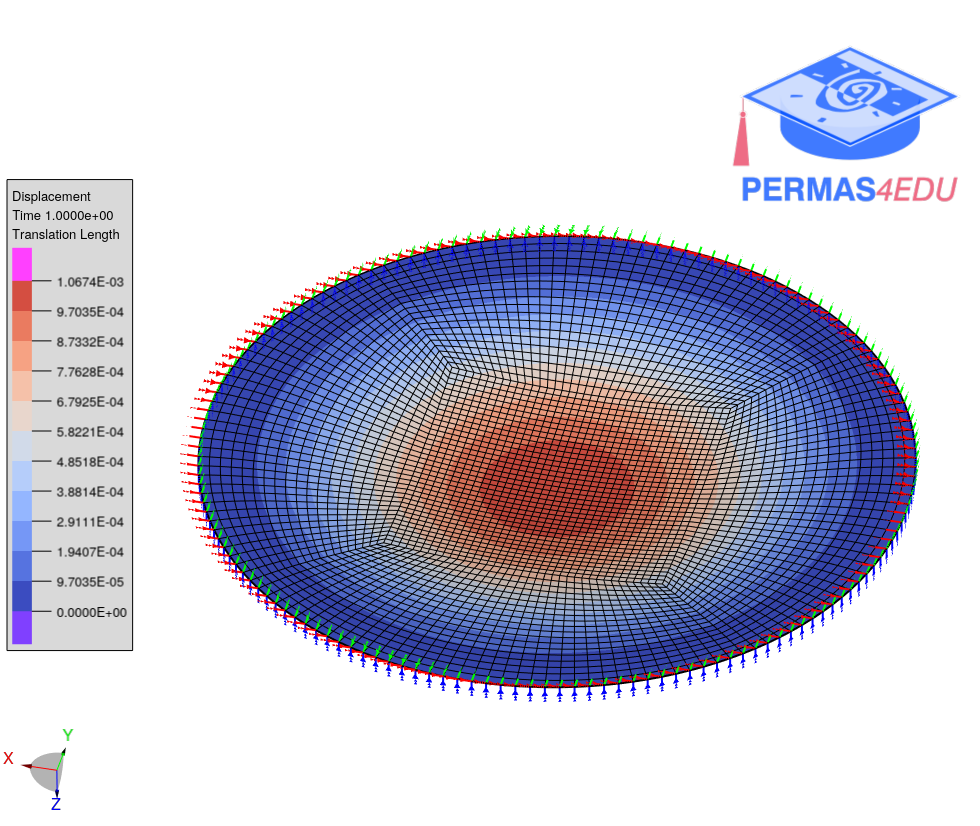 PERMAS4EDU
Displacement
Time 1.0000e+00
Translation Length
1.0674E-03
9.7035E-04
8.7332E-04
7.7628E-04
6.7925E-04
5.8221E-04
4.8518E-04
3.8814E-04
2.9111E-04
1.9407E-04
9.7035E-05
0.0000E+00
Y
X
Z